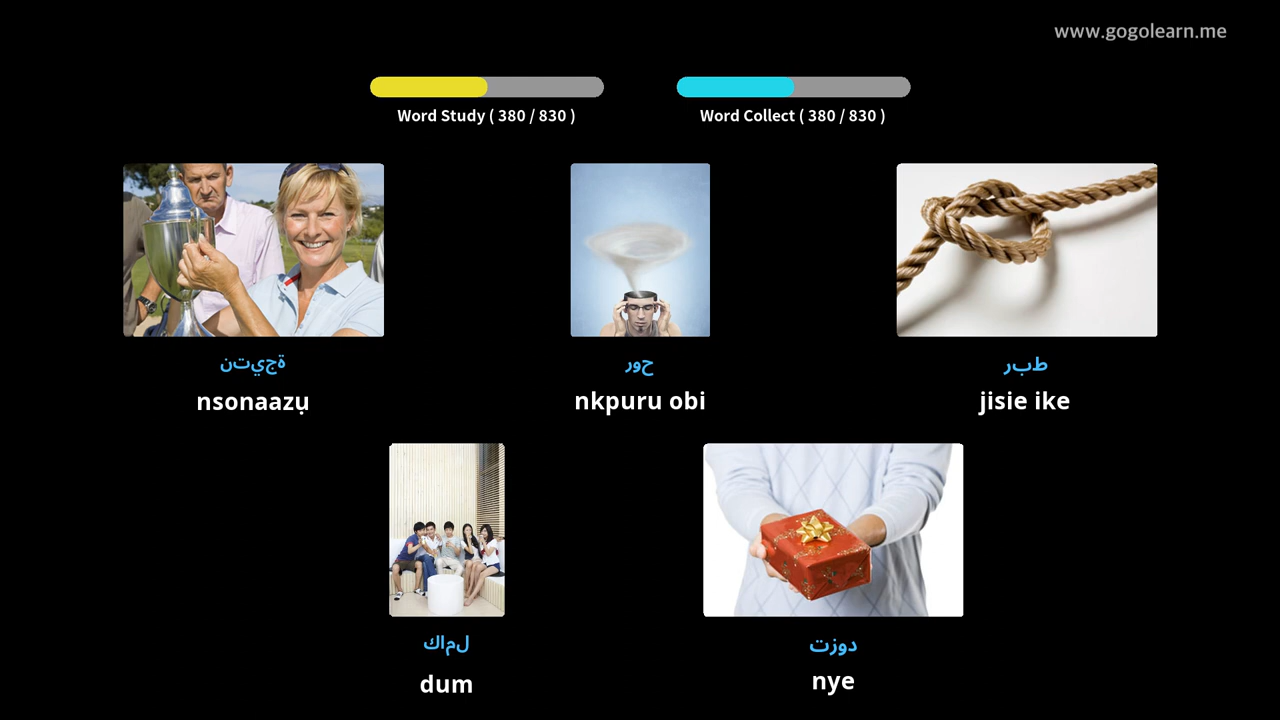 www.gogolearn.me
Word Study ( 380 / 830 )
Word Collect ( 380 / 830 )
ةجيتن
nsonaazụ
حور
nkpuru obi
طبر
jisie ike
لماك
dum
دوزت
nye